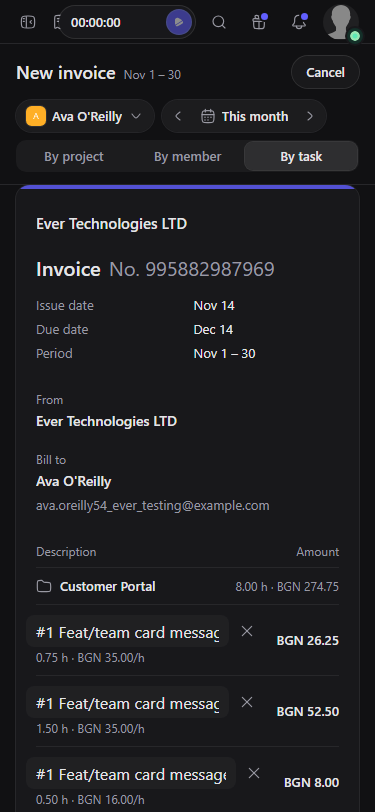 00:00:00
New invoice Nov 1 – 30
Cancel
A Ava O'Reilly
This month
By project By member By task
Ever Technologies LTD
Invoice No. 995882987969
Issue date Nov 14
Due date Dec 14
Period Nov 1 – 30
From
Ever Technologies LTD
Bill to
Ava O'Reilly
ava.oreilly54_ever_testing@example.com
Description Amount
Customer Portal 8.00 h · BGN 274.75
#1 Feat/team card messag BGN 26.25
0.75 h · BGN 35.00/h
#1 Feat/team card messag BGN 52.50
1.50 h · BGN 35.00/h
#1 Feat/team card message BGN 8.00
0.50 h · BGN 16.00/h